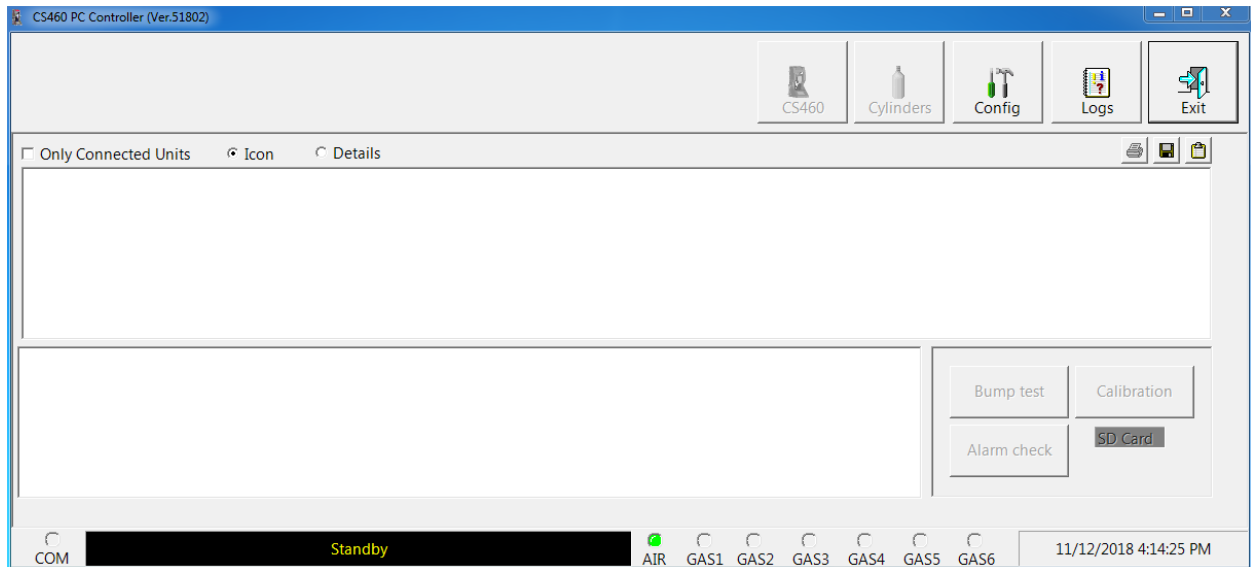 CS460 PC Controller (Ver.51802)
CS460 Cylinders Config Logs Exit
Only Connected Units Icon Details
Bump test Calibration
Alarm check SD Card
COM Standby AIR GAS1 GAS2 GAS3 GAS4 GAS5 GAS6 11/12/2018 4:14:25 PM